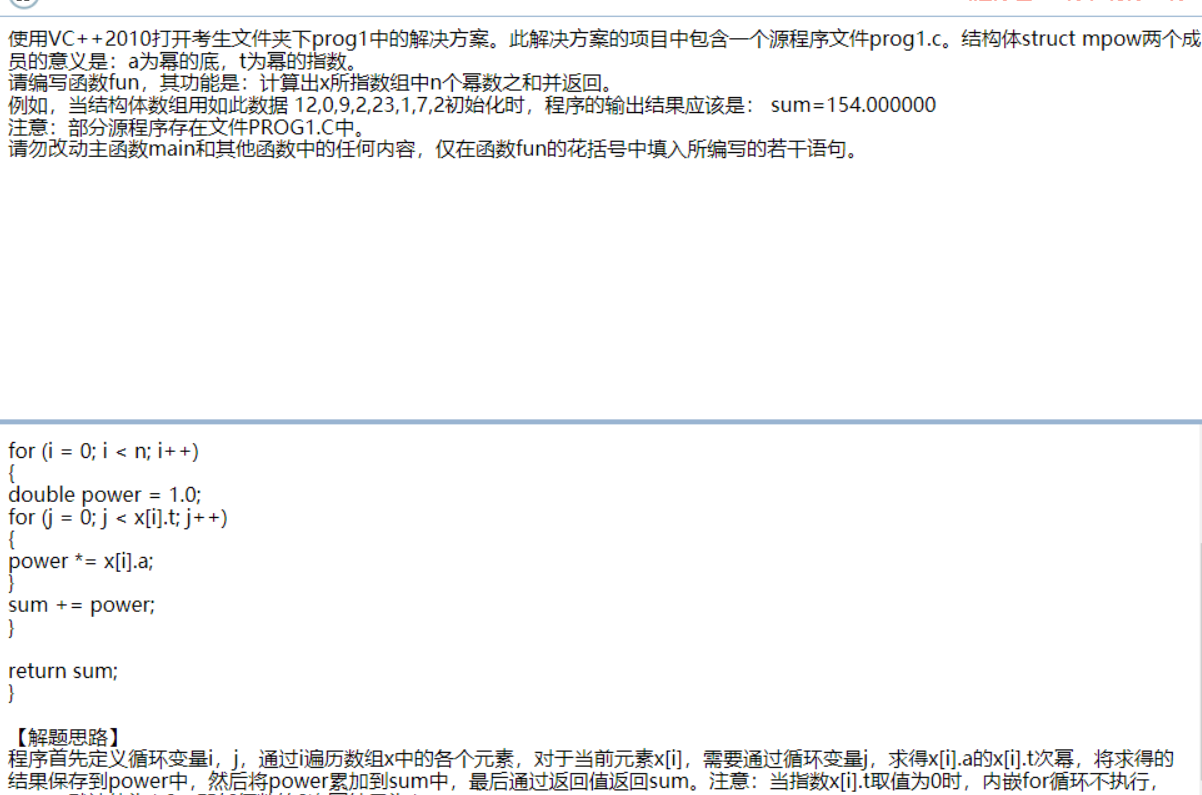 使用VC++2010打开考生文件夹下prog1中的解决方案。此解决方案的项目中包含一个源程序文件prog1.c。结构体struct mpow两个成
员的意义是：a为幂的底，t为幂的指数。
请编写函数fun，其功能是：计算出x所指数组中n个幂数之和并返回。
例如，当结构体数组用如此数据 12,0,9,2,23,1,7,2初始化时，程序的输出结果应该是： sum=154.000000
注意：部分源程序存在文件PROG1.C中。
请勿改动主函数main和其他函数中的任何内容，仅在函数fun的花括号中填入所编写的若干语句。
for (i = 0; i < n; i++)
{
double power = 1.0;
for (j = 0; j < x[i].t; j++)
{
power *= x[i].a;
}
sum += power;
}
return sum;
}
【解题思路】
程序首先定义循环变量i，j，通过i遍历数组x中的各个元素，对于当前元素x[i]，需要通过循环变量j，求得x[i].a的x[i].t次幂，将求得的
结果保存到power中，然后将power累加到sum中，最后通过返回值返回sum。注意：当指数x[i].t取值为0时，内嵌for循环不执行，